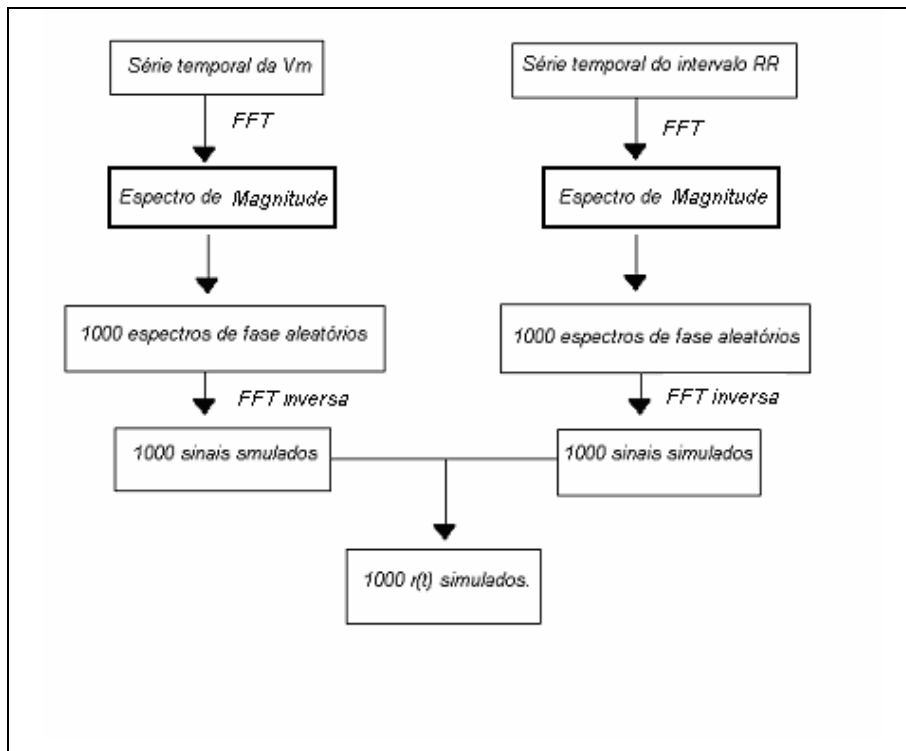 Série temporal da Vm
Série temporal do intervalo RR
FFT
FFT
Espectro de Magnitude
Espectro de Magnitude
1000 espectros de fase aleatórios
1000 espectros de fase aleatórios
FFT inversa
FFT inversa
1000 sinais smulados
1000 sinais simulados
1000 r(t) simulados.